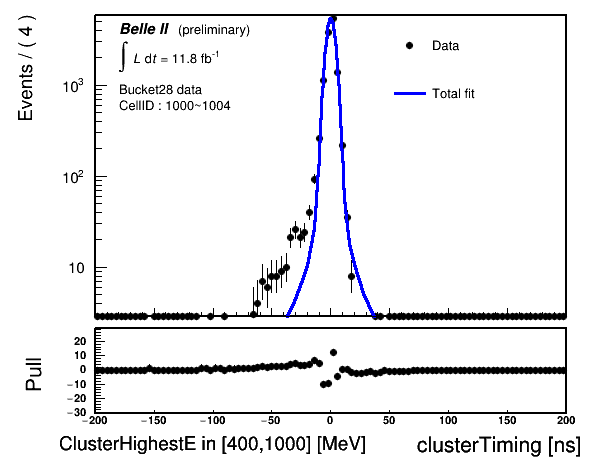 Belle II (preliminary)
∫ L dt = 11.8 fb⁻¹
Bucket28 data
CellID : 1000~1004
Data
Total fit
Events / ( 4 )
10³
10²
10
Pull
20
10
0
−10
−20
−30
−200 −150 −100 −50 0 50 100 150 200
ClusterHighestE in [400,1000] [MeV] clusterTiming [ns]